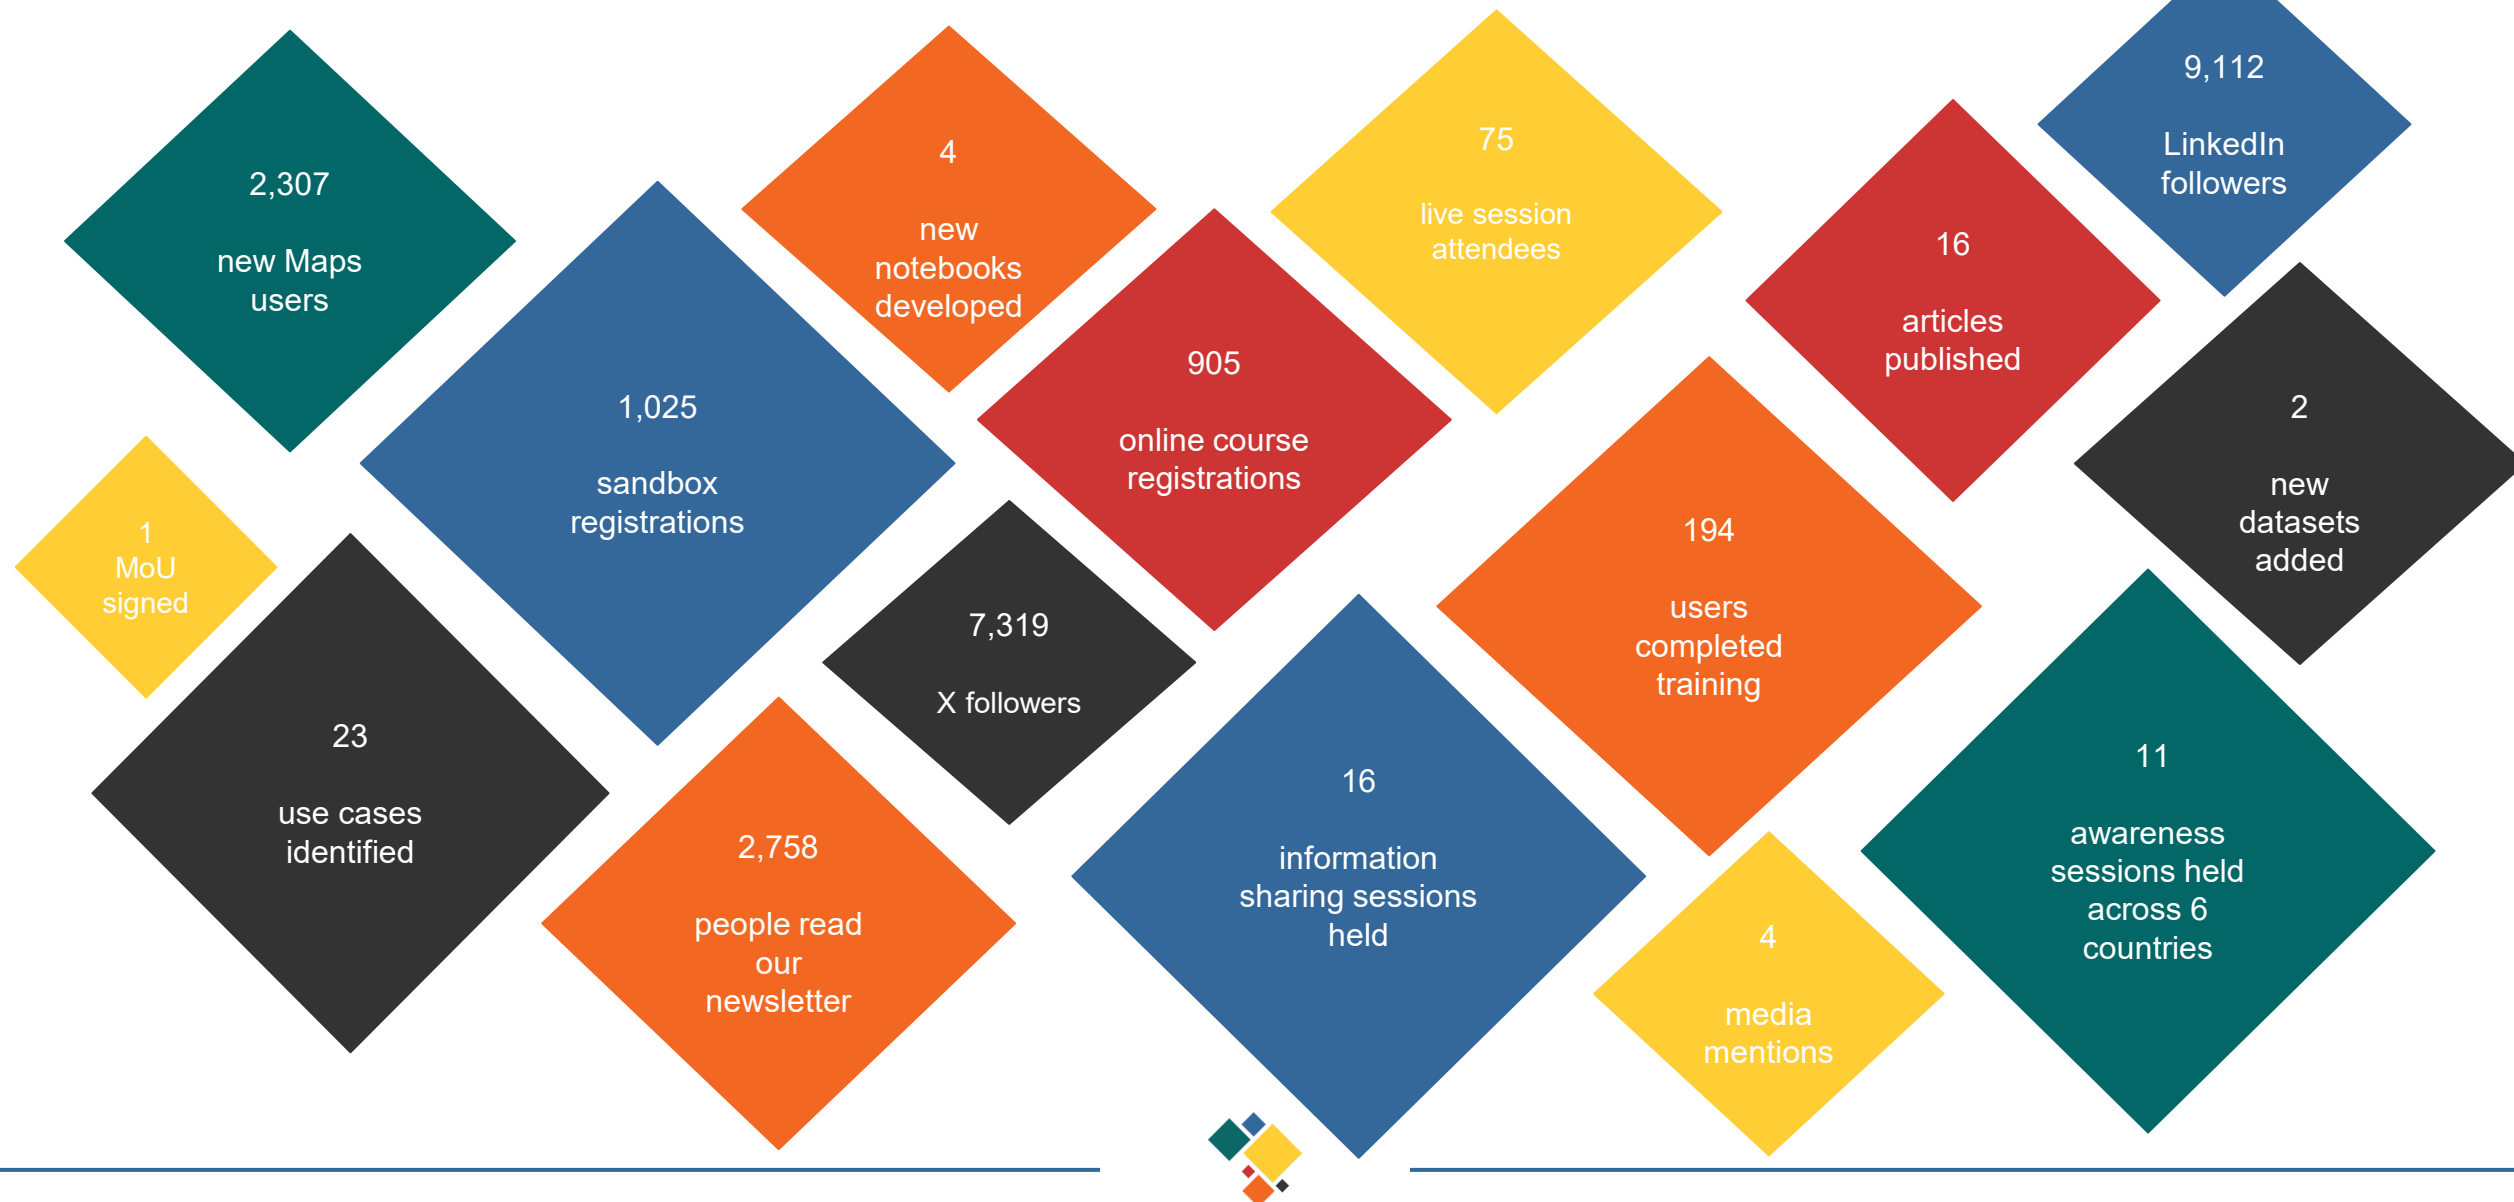 2,307
new Maps
users
4
new
notebooks
developed
75
live session
attendees
9,112
LinkedIn
followers
1,025
sandbox
registrations
905
online course
registrations
16
articles
published
2
new
datasets
added
1
MoU
signed
7,319
X followers
194
users
completed
training
23
use cases
identified
2,758
people read
our
newsletter
16
information
sharing sessions
held
4
media
mentions
11
awareness
sessions held
across 6
countries